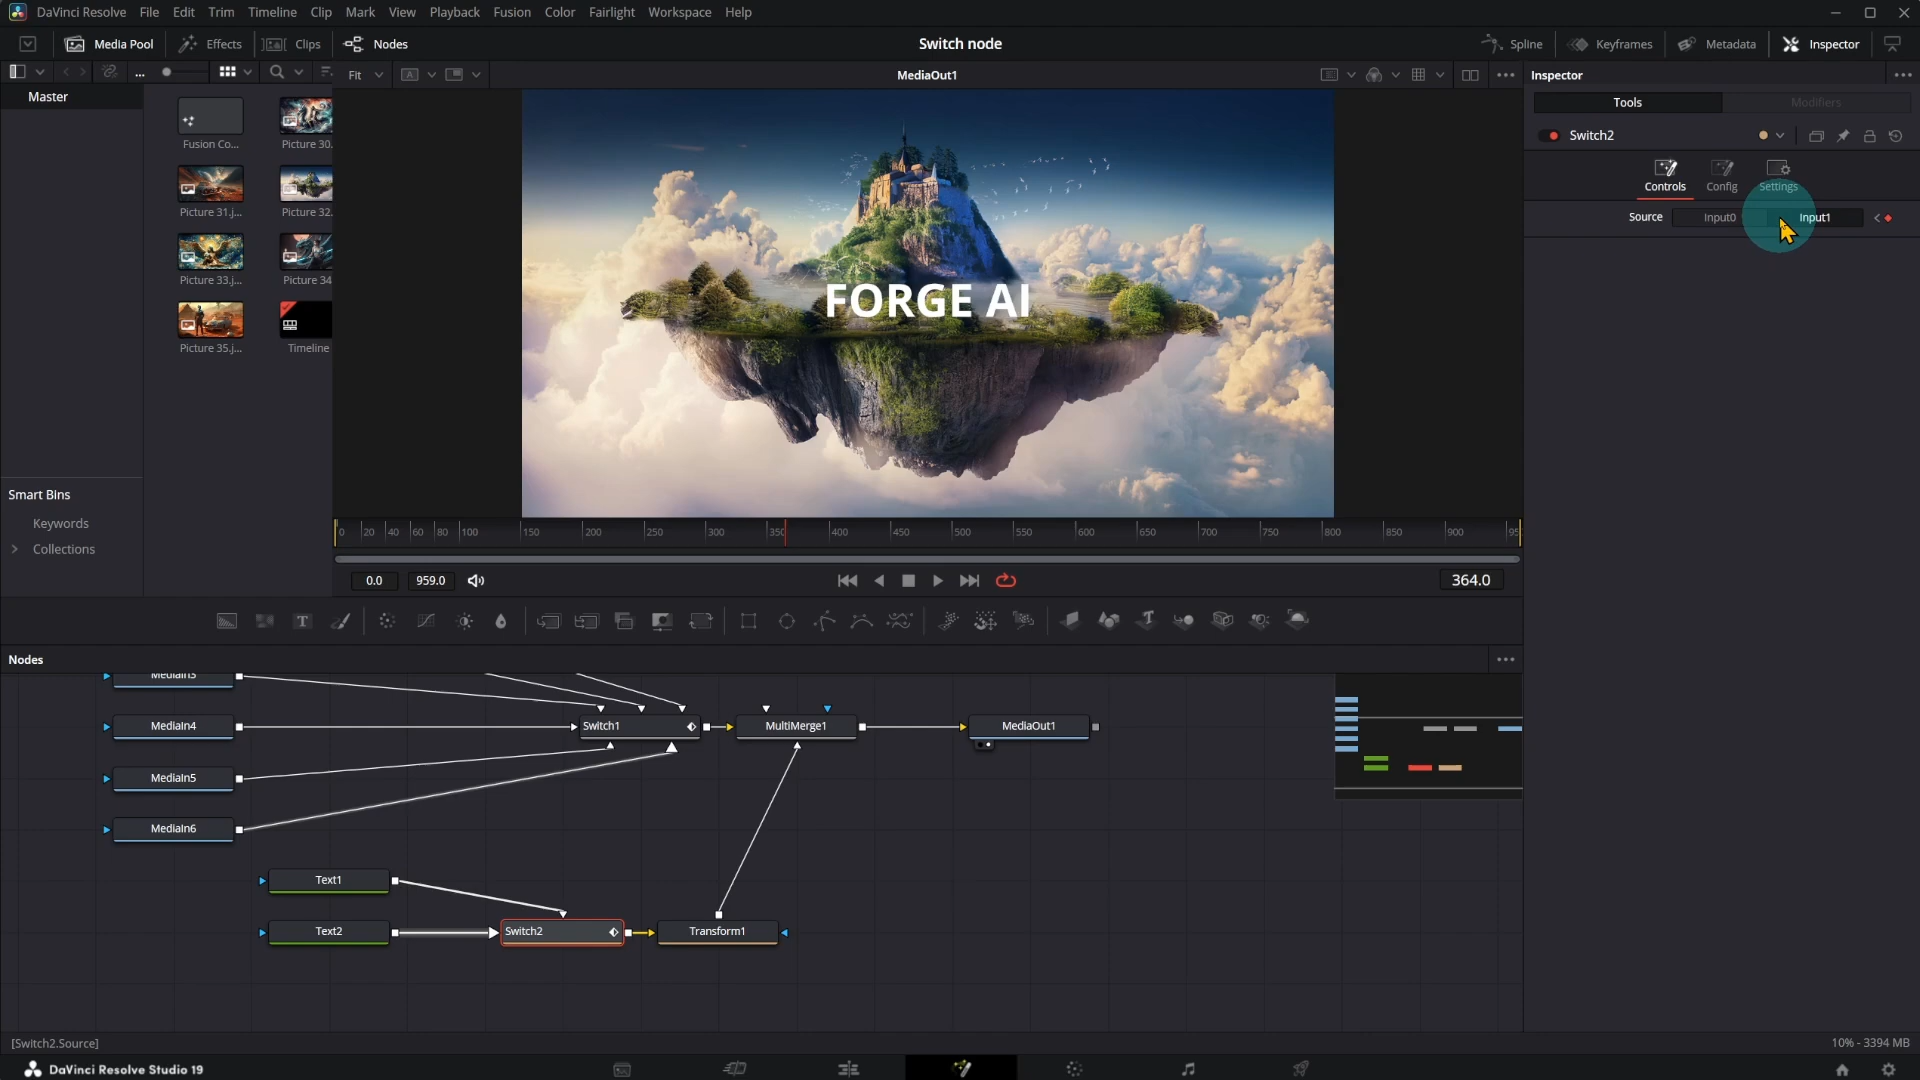 DaVinci Resolve File Edit Trim Timeline Clip Mark View Playback Fusion Color Fairlight Workspace Help
Media Pool Effects Clips Nodes Switch node Spline Keyframes Metadata Inspector
... Fit A MediaOut1 Inspector
Master
Tools Modifiers
Switch2
Controls Config Settings
Source Input0 Input1
Fusion Co... Picture 30.
Picture 31.j... Picture 32.
Picture 33.j... Picture 34
Picture 35.j... Timeline
FORGE AI
Smart Bins
Keywords
Collections
0 20 40 60 80 100 150 200 250 300 350 400 450 500 550 600 650 700 750 800 850 900 95
0.0 959.0 364.0
Nodes
MediaIn3
MediaIn4 Switch1 MultiMerge1 MediaOut1
MediaIn5
MediaIn6
Text1
Text2 Switch2 Transform1
[Switch2.Source] 10% - 3394 MB
DaVinci Resolve Studio 19